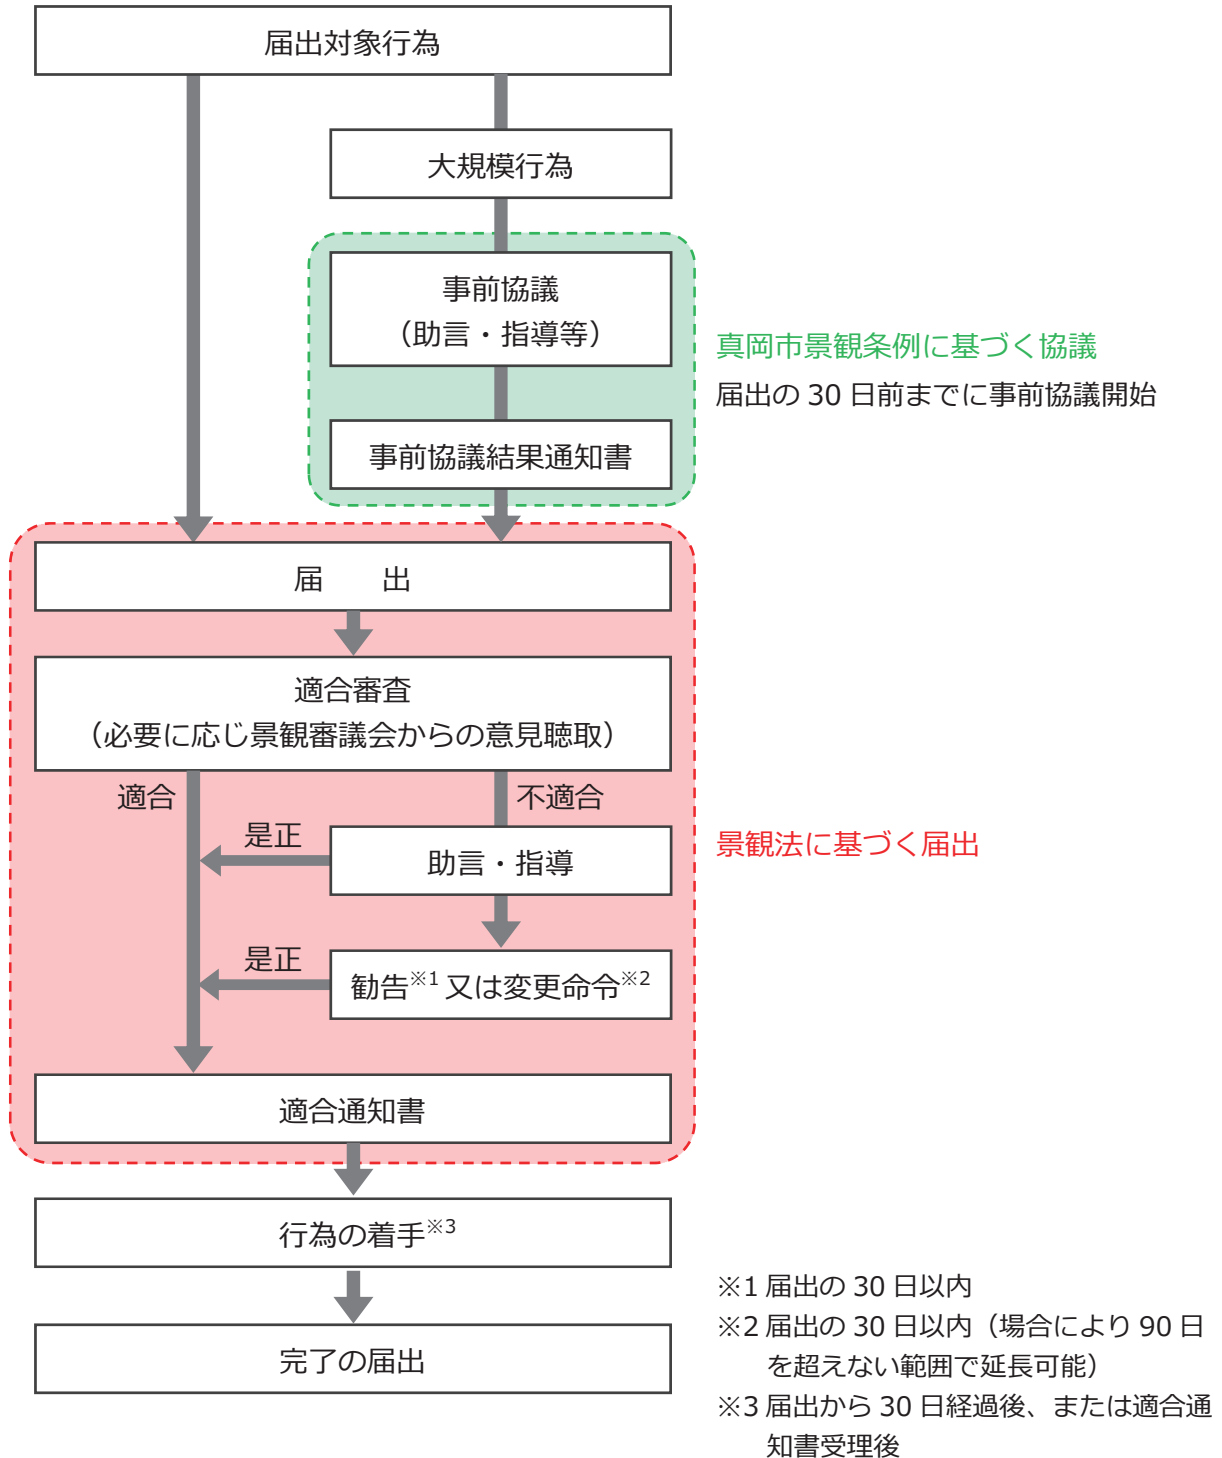 届出対象行為
大規模行為
事前協議
（助言・指導等）
真岡市景観条例に基づく協議
届出の 30 日前までに事前協議開始
事前協議結果通知書
届　　出
適合審査
（必要に応じ景観審議会からの意見聴取）
適合
不適合
是正
助言・指導
景観法に基づく届出
是正
勧告※1 又は変更命令※2
適合通知書
行為の着手※3
完了の届出
※1 届出の 30 日以内
※2 届出の 30 日以内（場合により 90 日
を超えない範囲で延長可能）
※3 届出から 30 日経過後、または適合通
知書受理後